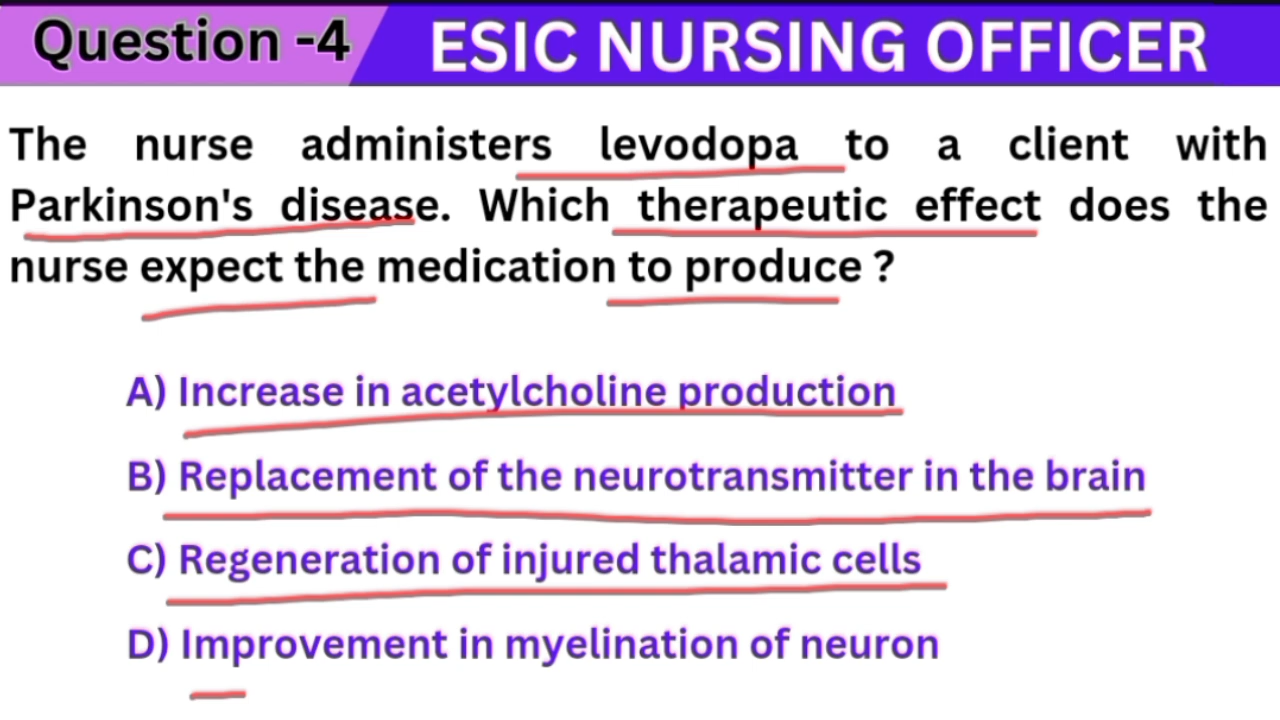 Question -4
ESIC NURSING OFFICER
The nurse administers levodopa to a client with
Parkinson's disease. Which therapeutic effect does the
nurse expect the medication to produce ?
A) Increase in acetylcholine production
B) Replacement of the neurotransmitter in the brain
C) Regeneration of injured thalamic cells
D) Improvement in myelination of neuron